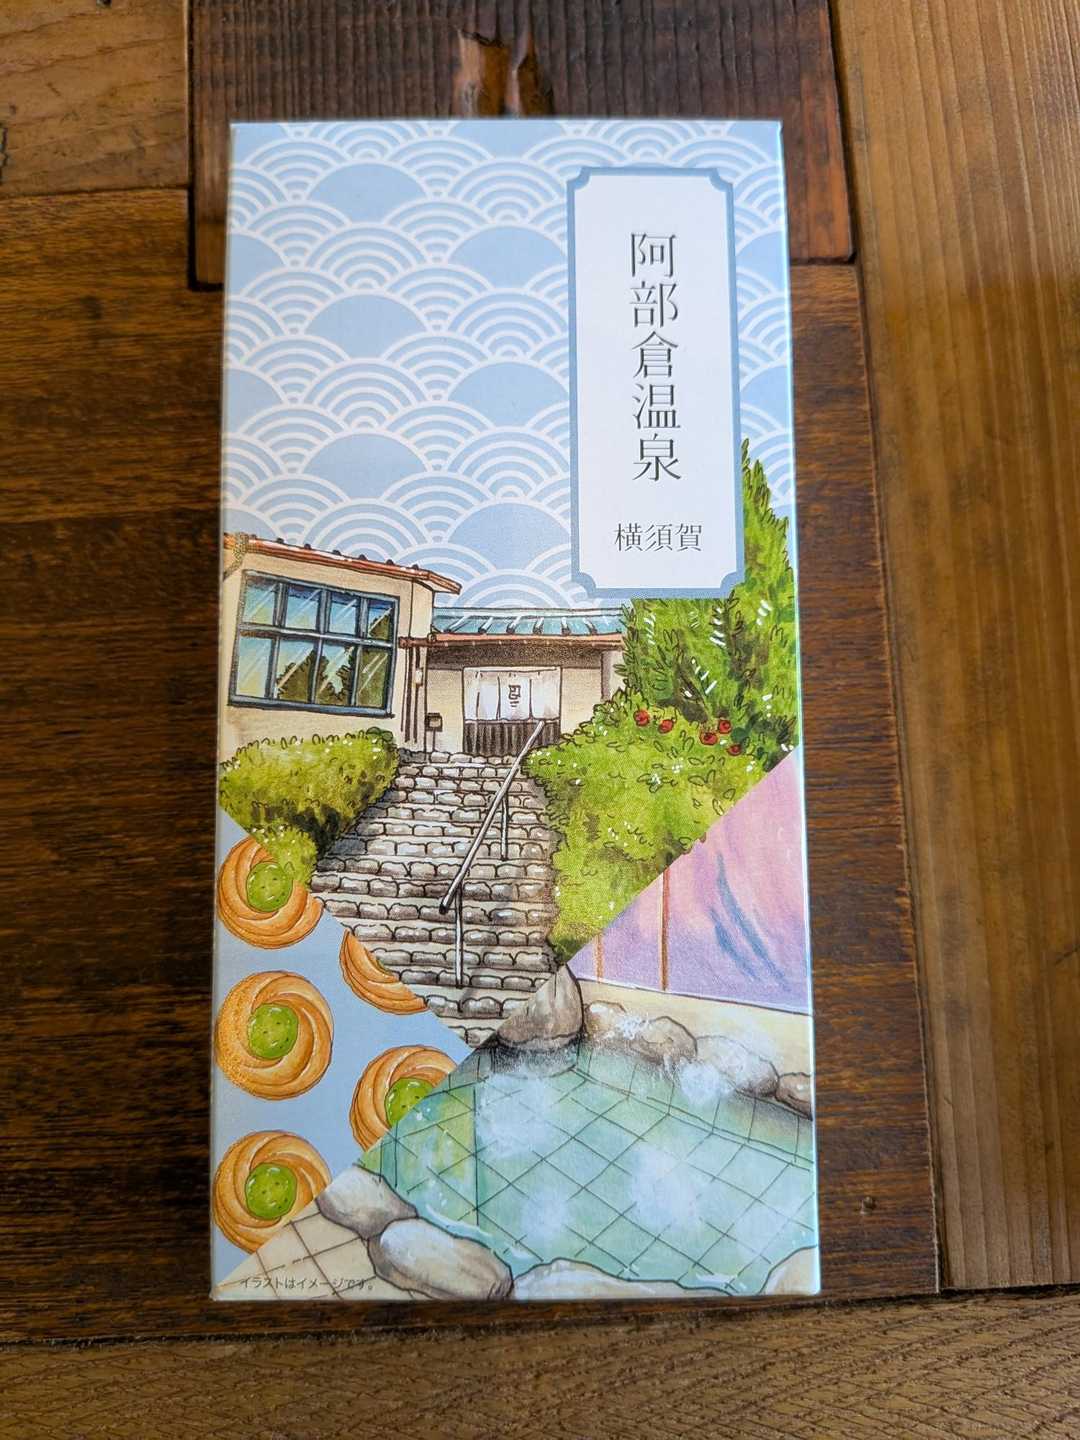 阿部倉温泉
横須賀
イラストはイメージです。